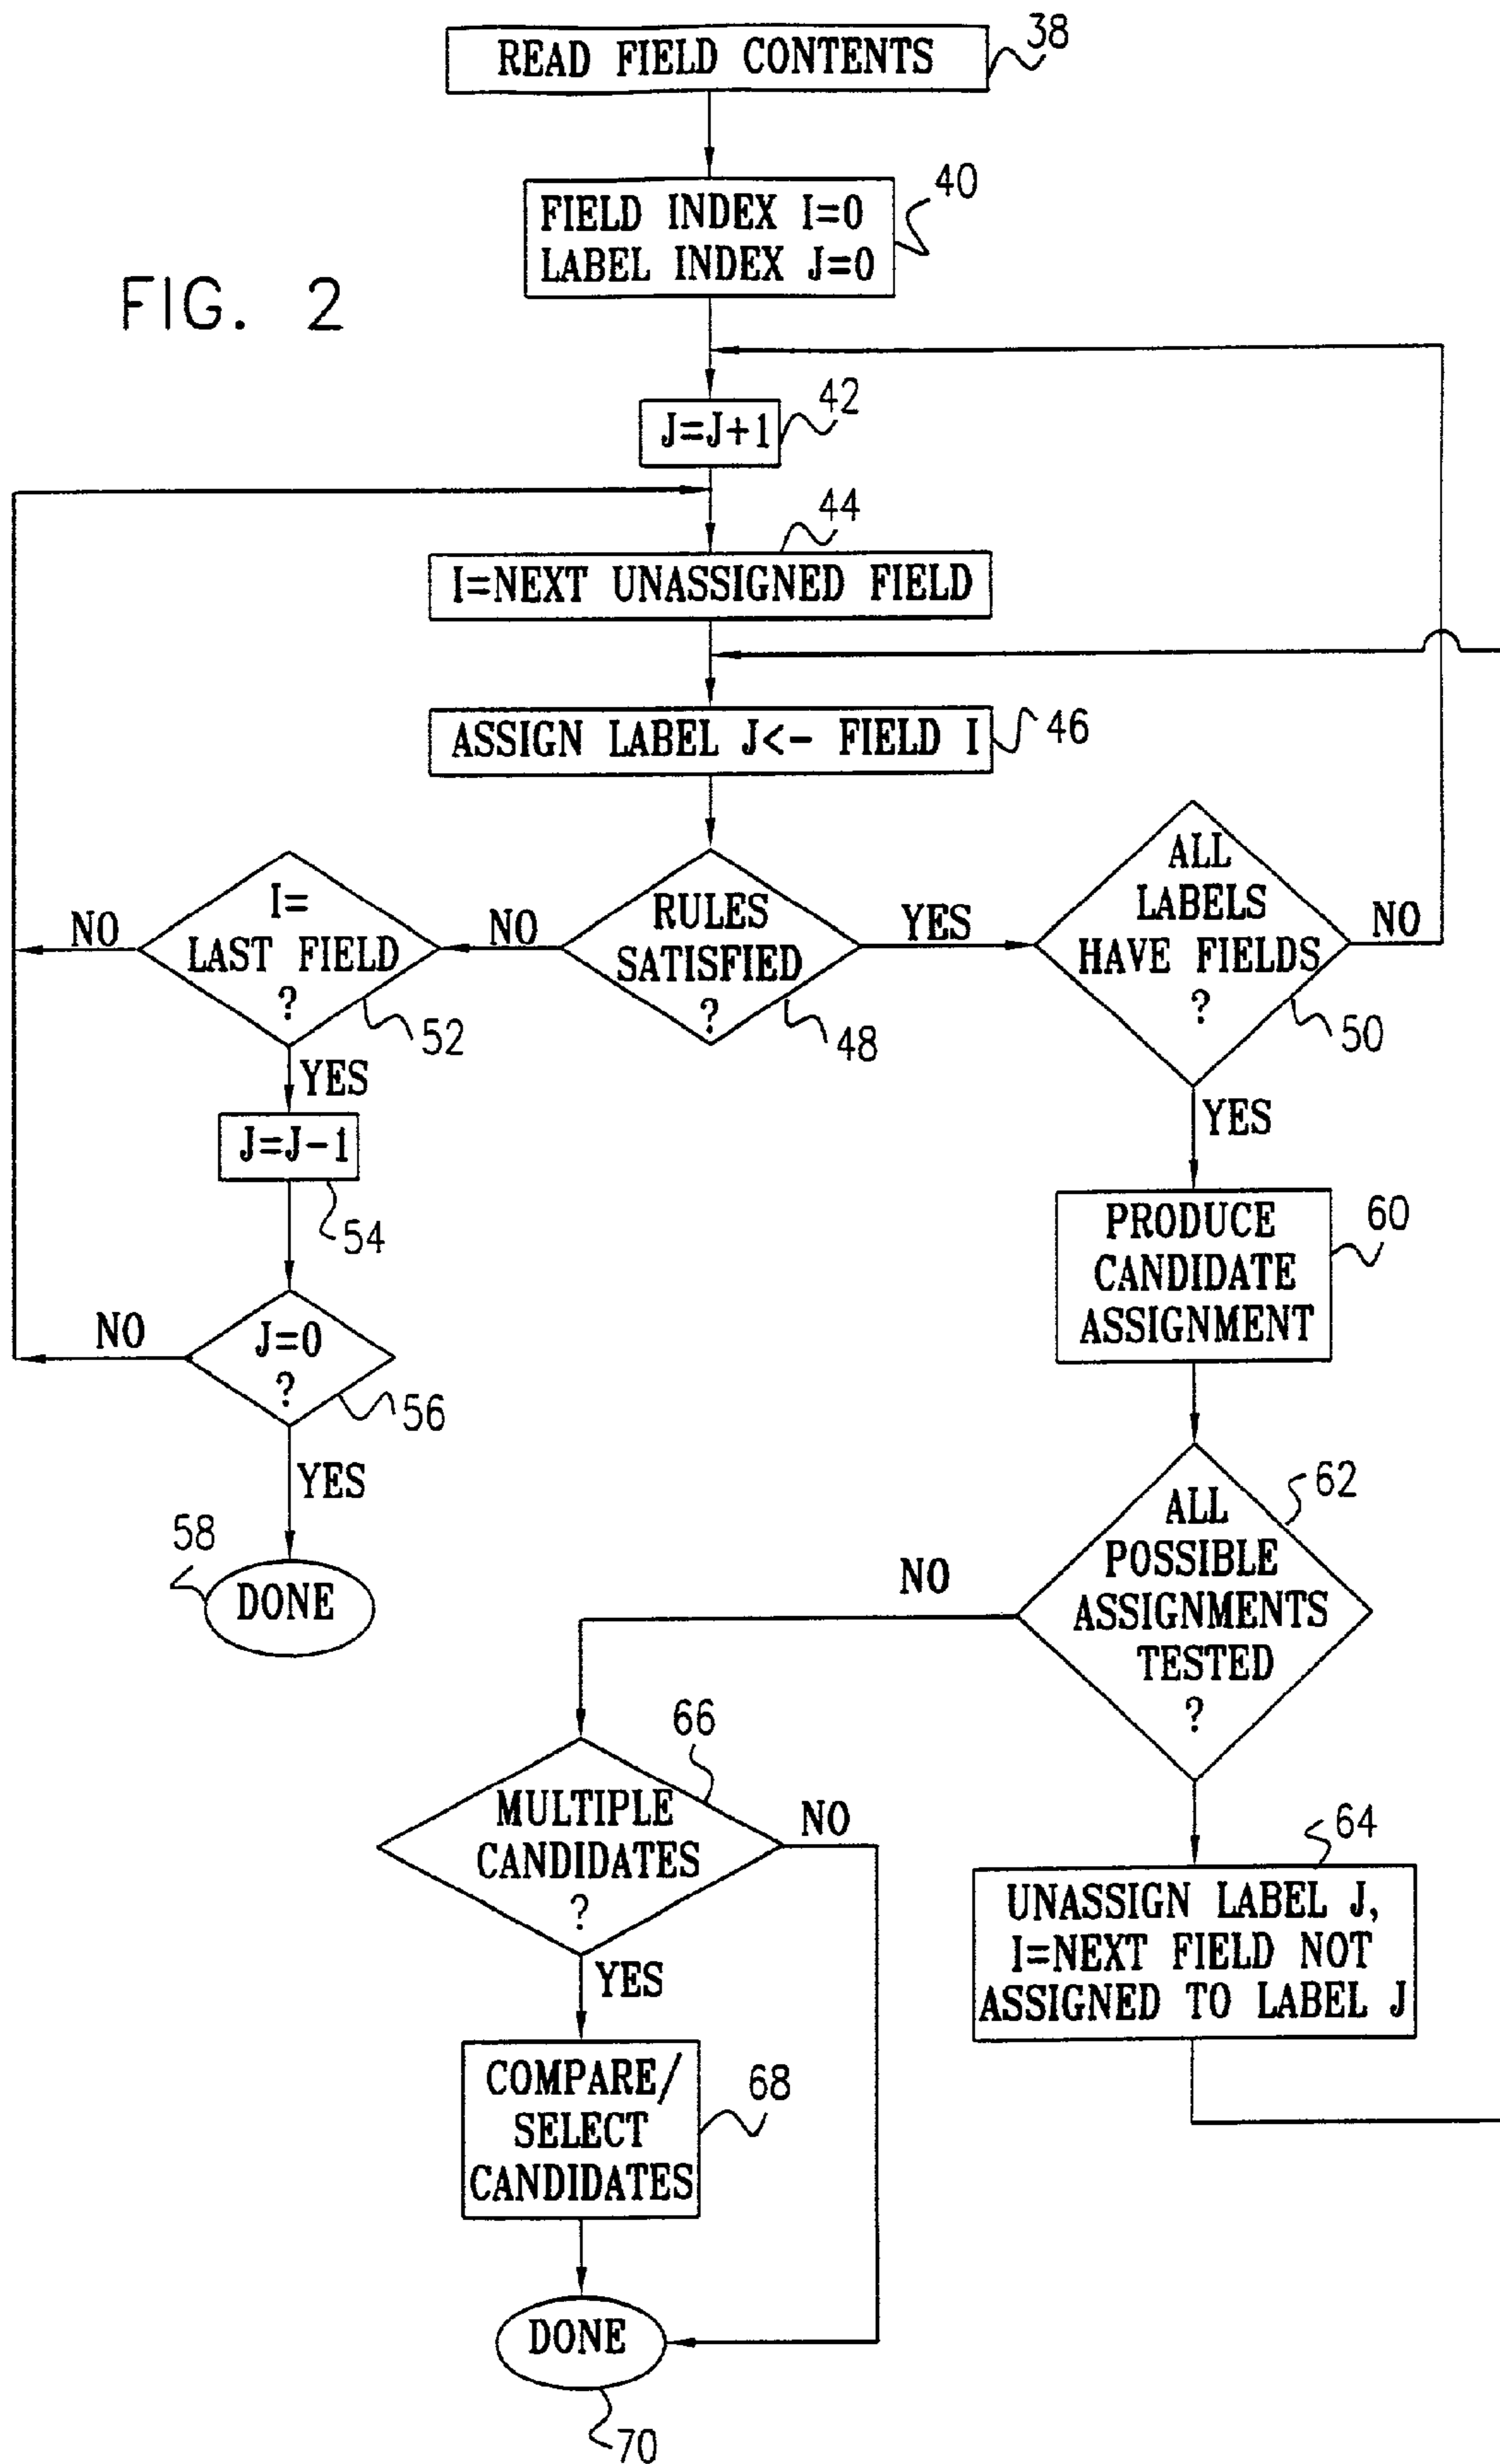 READ FIELD CONTENTS
38
FIELD INDEX I=0
LABEL INDEX J=0
40
FIG. 2
J=J+1
42
44
I=NEXT UNASSIGNED FIELD
ASSIGN LABEL J<- FIELD I
46
I=
LAST FIELD
?
52
NO
YES
NO
RULES
SATISFIED
?
48
YES
ALL
LABELS
HAVE FIELDS
?
50
NO
YES
J=J-1
54
J=0
?
56
NO
YES
58
DONE
PRODUCE
CANDIDATE
ASSIGNMENT
60
ALL
POSSIBLE
ASSIGNMENTS
TESTED
?
62
NO
MULTIPLE
CANDIDATES
?
66
NO
YES
64
UNASSIGN LABEL J,
I=NEXT FIELD NOT
ASSIGNED TO LABEL J
COMPARE/
SELECT
CANDIDATES
68
DONE
70